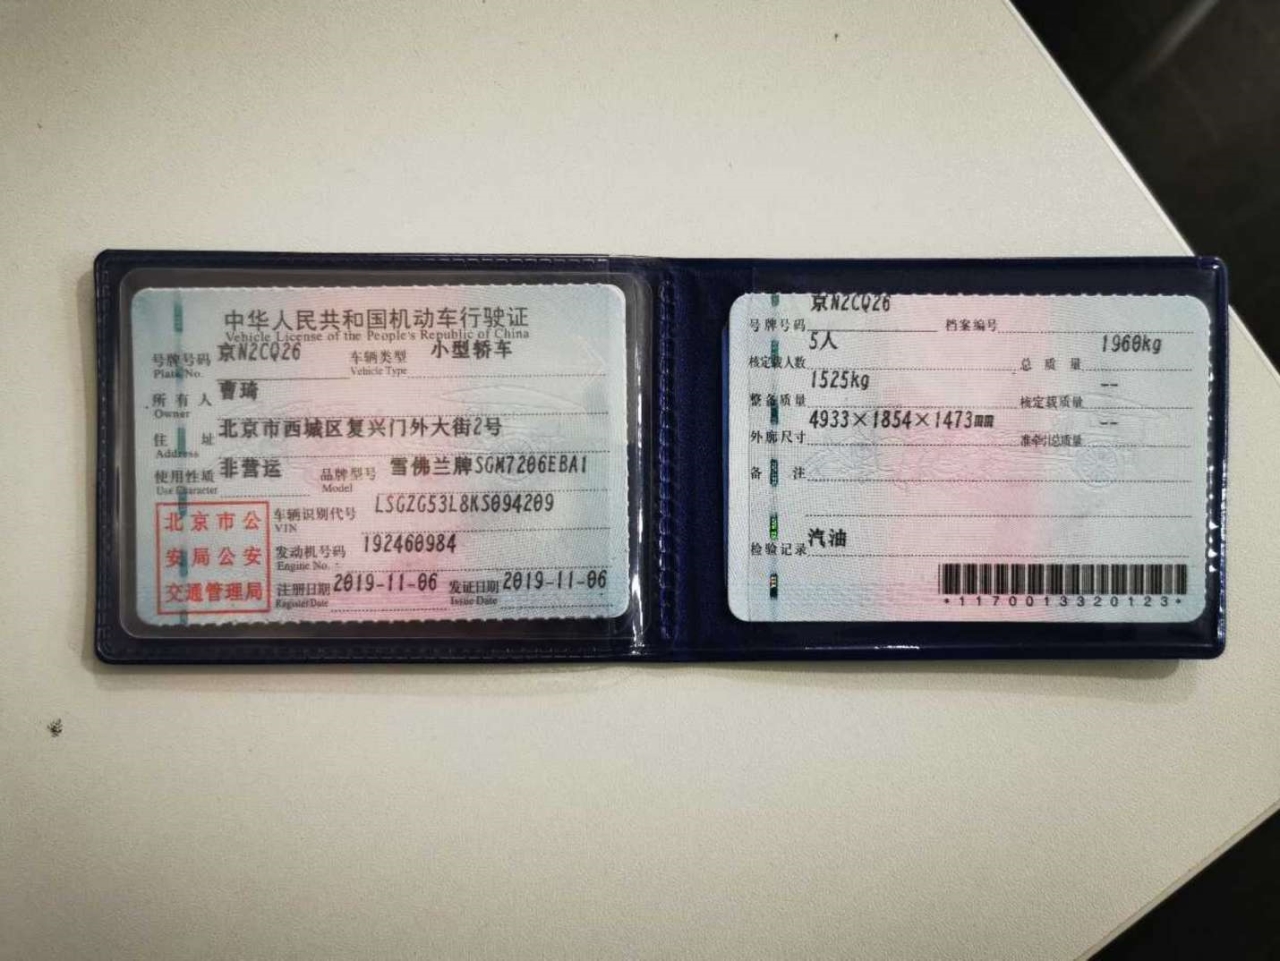 中华人民共和国机动车行驶证
Vehicle License of the People's Republic of China
号牌号码 京N2CQ26 车辆类型 小型轿车
Plate No. Vehicle Type
所有人 曹琦
Owner
住址 北京市西城区复兴门外大街2号
Address
使用性质 非营运 品牌型号 雪佛兰牌SGM7206EBA1
Use Character Model
北京市公安局公安交通管理局
车辆识别代号 LSGZG53L8KS094209
VIN
发动机号码 192460984
Engine No.
注册日期 2019-11-06 发证日期 2019-11-06
Register Date Issue Date
号牌号码 京N2CQ26 档案编号
核定载人数 5人 总质量 1960kg
整备质量 1525kg 核定载质量 --
外廓尺寸 4933×1854×1473mm 准牵引总质量 --
备注
检验记录 汽油
*1170013320123*